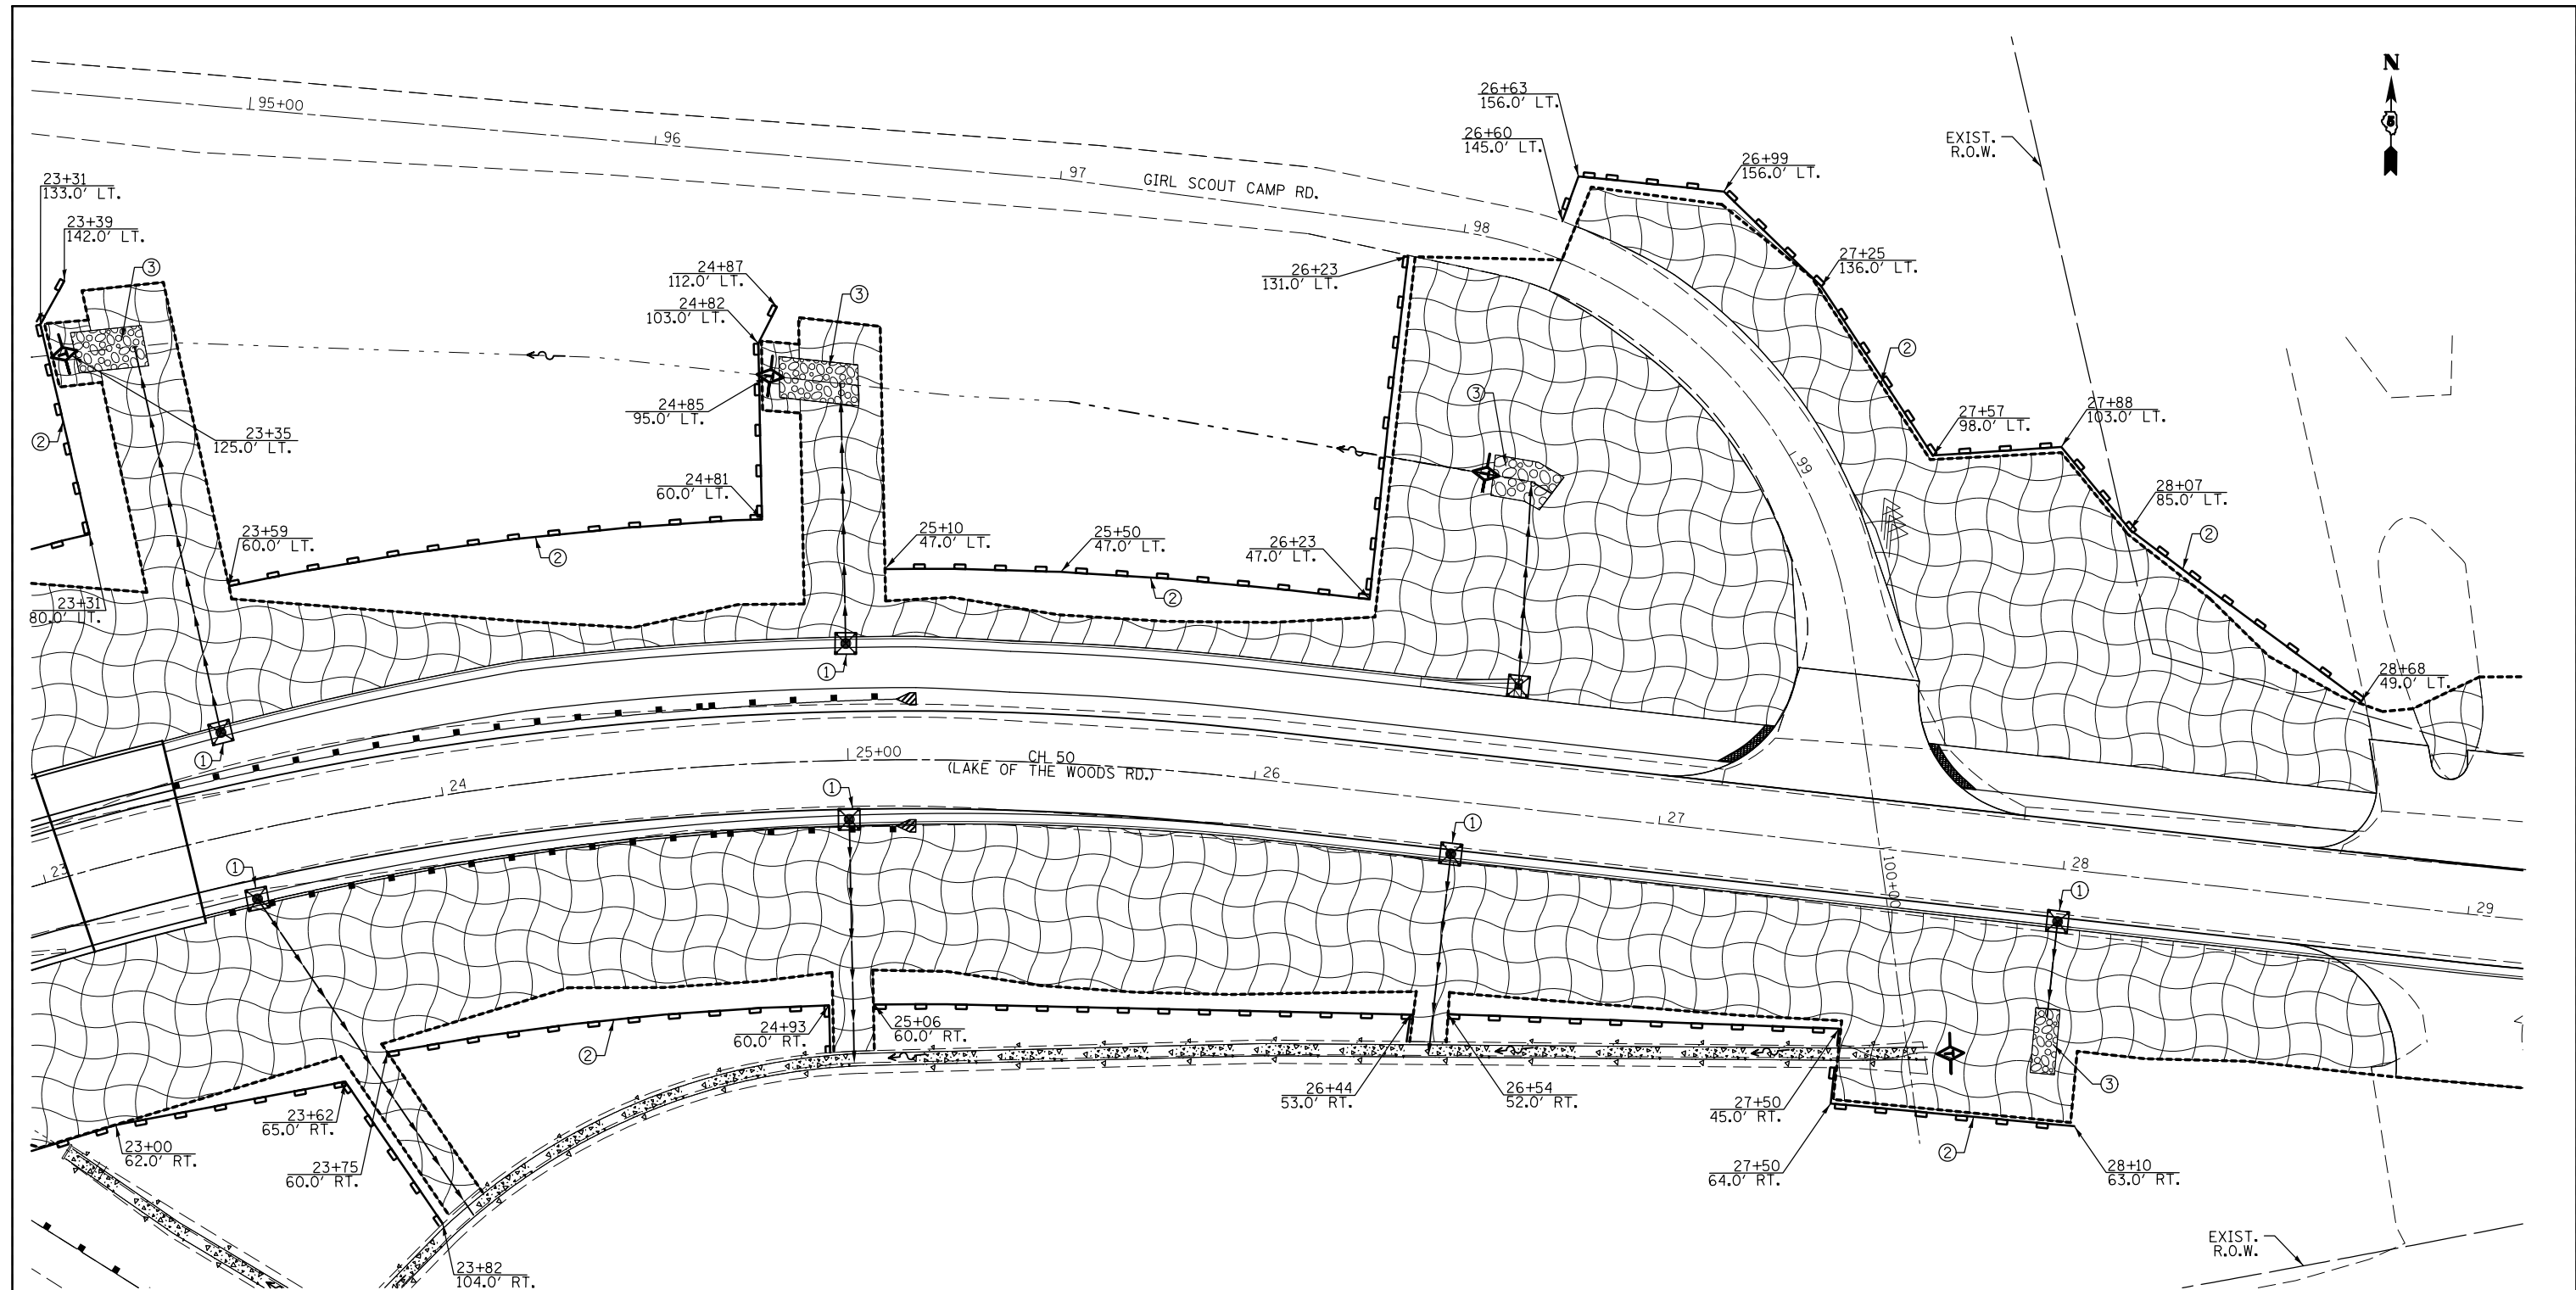 N
95+00
96
97
GIRL SCOUT CAMP RD.
98
99
100+00
EXIST.
R.O.W.
23+31
133.0' LT.
23+39
142.0' LT.
3
2
23+35
125.0' LT.
23+31
80.0' LT.
23+59
60.0' LT.
2
24+87
112.0' LT.
24+82
103.0' LT.
3
24+85
95.0' LT.
24+81
60.0' LT.
25+10
47.0' LT.
25+50
47.0' LT.
2
26+23
47.0' LT.
26+23
131.0' LT.
3
26+63
156.0' LT.
26+60
145.0' LT.
26+99
156.0' LT.
27+25
136.0' LT.
2
27+57
98.0' LT.
27+88
103.0' LT.
28+07
85.0' LT.
2
28+68
49.0' LT.
1
1
23
24
25+00
CH 50
(LAKE OF THE WOODS RD.)
26
27
28
29
1
1
1
1
23+00
62.0' RT.
23+62
65.0' RT.
23+75
60.0' RT.
23+82
104.0' RT.
2
24+93
60.0' RT.
25+06
60.0' RT.
26+44
53.0' RT.
26+54
52.0' RT.
27+50
45.0' RT.
27+50
64.0' RT.
2
3
28+10
63.0' RT.
EXIST.
R.O.W.